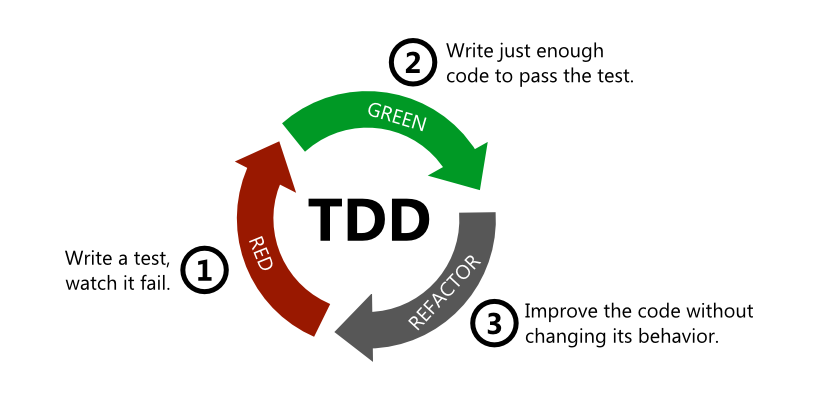 2
Write just enough
code to pass the test.
GREEN
TDD
RED
1
Write a test,
watch it fail.
REFACTOR
3
Improve the code without
changing its behavior.